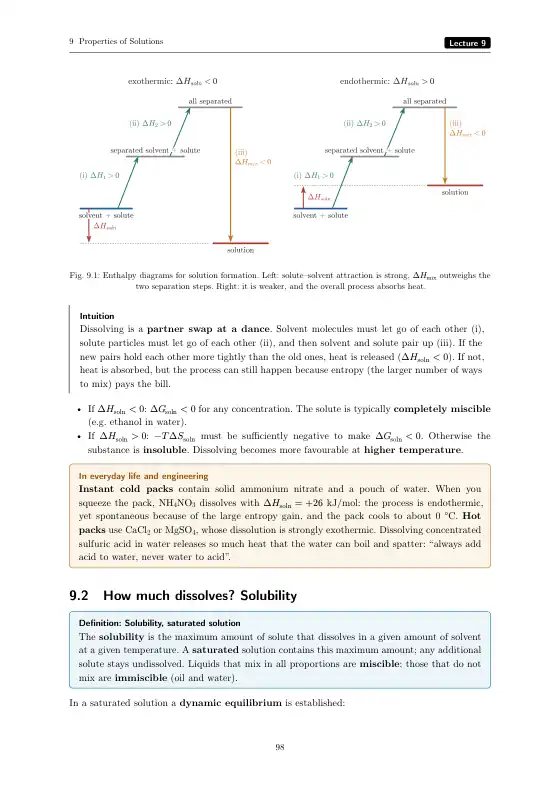 9 Properties of Solutions
Lecture 9
exothermic: ΔHsoln < 0
endothermic: ΔHsoln > 0
all separated
all separated
(ii) ΔH₂ > 0
(ii) ΔH₂ > 0
(iii)
ΔHmix < 0
separated solvent + solute
separated solvent + solute
(iii)
ΔHmix < 0
(i) ΔH₁ > 0
(i) ΔH₁ > 0
ΔHsoln
solution
solvent + solute
solvent + solute
ΔHsoln
solution
Fig. 9.1: Enthalpy diagrams for solution formation. Left: solute–solvent attraction is strong, ΔHmix outweighs the
two separation steps. Right: it is weaker, and the overall process absorbs heat.
Intuition
Dissolving is a partner swap at a dance. Solvent molecules must let go of each other (i),
solute particles must let go of each other (ii), and then solvent and solute pair up (iii). If the
new pairs hold each other more tightly than the old ones, heat is released (ΔHsoln < 0). If not,
heat is absorbed, but the process can still happen because entropy (the larger number of ways
to mix) pays the bill.
• If ΔHsoln < 0: ΔGsoln < 0 for any concentration. The solute is typically completely miscible
(e.g. ethanol in water).
• If ΔHsoln > 0: −TΔSsoln must be sufficiently negative to make ΔGsoln < 0. Otherwise the
substance is insoluble. Dissolving becomes more favourable at higher temperature.
In everyday life and engineering
Instant cold packs contain solid ammonium nitrate and a pouch of water. When you
squeeze the pack, NH₄NO₃ dissolves with ΔHsoln = +26 kJ/mol: the process is endothermic,
yet spontaneous because of the large entropy gain, and the pack cools to about 0 °C. Hot
packs use CaCl₂ or MgSO₄, whose dissolution is strongly exothermic. Dissolving concentrated
sulfuric acid in water releases so much heat that the water can boil and spatter: “always add
acid to water, never water to acid”.
9.2 How much dissolves? Solubility
Definition: Solubility, saturated solution
The solubility is the maximum amount of solute that dissolves in a given amount of solvent
at a given temperature. A saturated solution contains this maximum amount; any additional
solute stays undissolved. Liquids that mix in all proportions are miscible; those that do not
mix are immiscible (oil and water).
In a saturated solution a dynamic equilibrium is established:
98